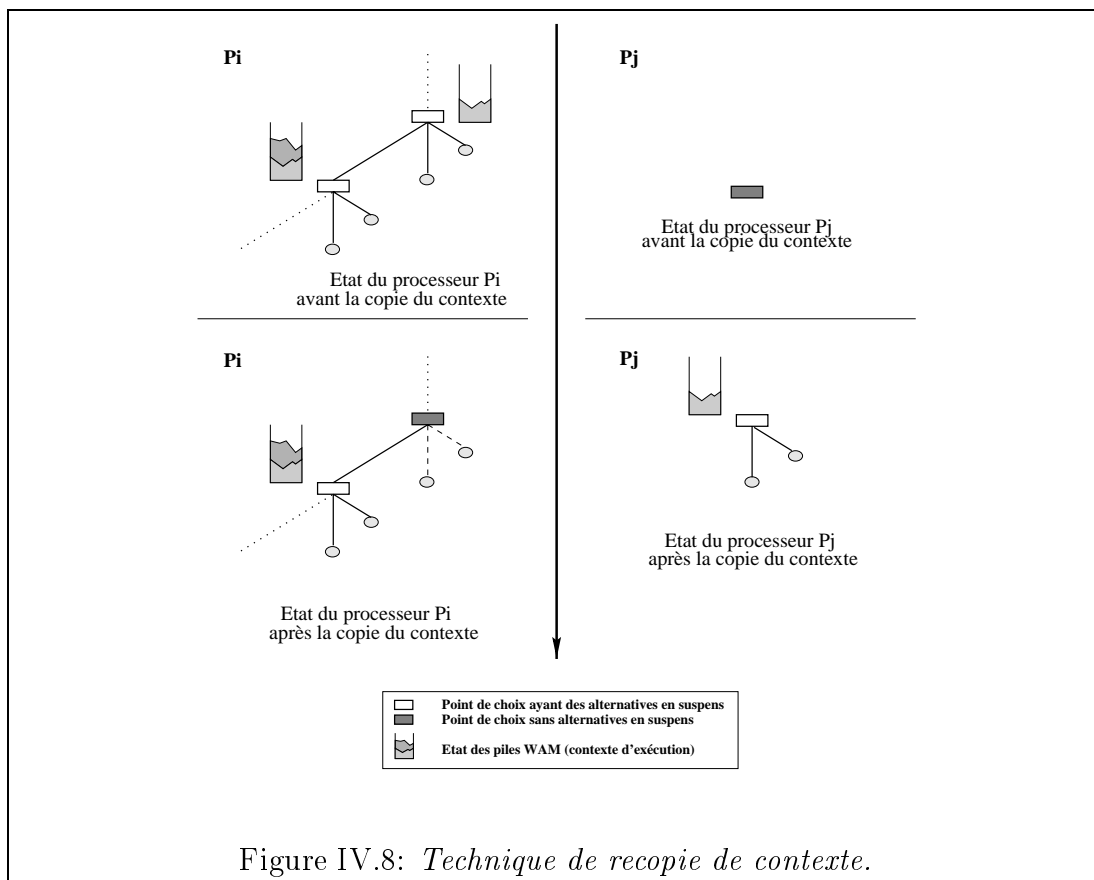 Pi
Pj
Etat du processeur Pi
avant la copie du contexte
Etat du processeur Pj
avant la copie du contexte
Pi
Pj
Etat du processeur Pi
après la copie du contexte
Etat du processeur Pj
après la copie du contexte
Point de choix ayant des alternatives en suspens
Point de choix sans alternatives en suspens
Etat des piles WAM (contexte d'exécution)
Figure IV.8: Technique de recopie de contexte.